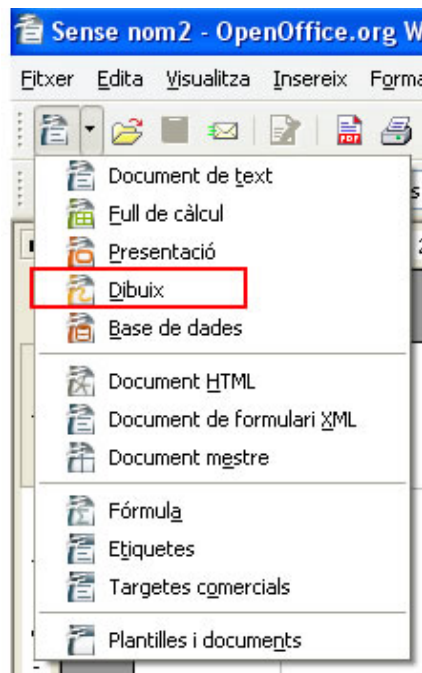 Sense nom2 - OpenOffice.org W
Fitxer Edita Visualitza Insereix Forma
PDF
Document de text
Full de càlcul
Presentació
Dibuix
Base de dades
Document HTML
Document de formulari XML
Document mestre
Fórmula
Etiquetes
Targetes comercials
Plantilles i documents